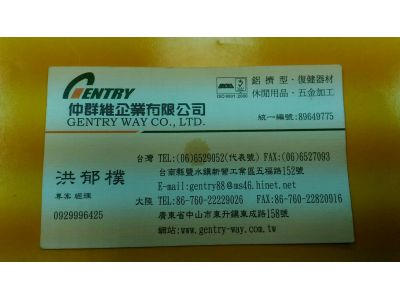 GENTRY
仲群維企業有限公司
GENTRY WAY CO., LTD.
ISO 9001:2000
鋁擠型·復健器材
休閒用品·五金加工
統一編號:89649775
台灣 TEL:(06)6529052(代表號) FAX:(06)6527093
台南縣鹽水鎮新營工業區五福路152號
E-mail:gentry88@ms46.hinet.net
大陸 TEL:86-760-22229026 FAX:86-760-22820916
廣東省中山市東升鎮東成路158號
網站:www.gentry-way.com.tw
洪郁樸
專案經理
0929996425